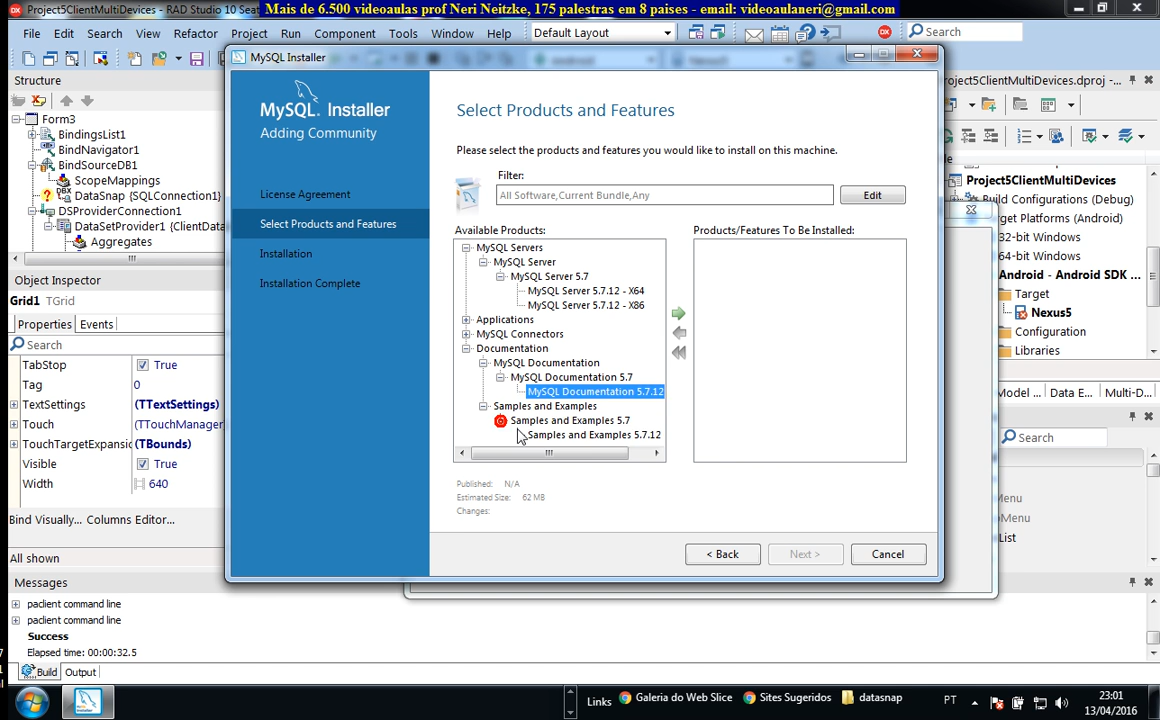 Project5ClientMultiDevices - RAD Studio 10 Seat
Mais de 6.500 videoaulas prof Neri Neitzke, 175 palestras em 8 paises - email: videoaulaneri@gmail.com
File Edit Search View Refactor Project Run Component Tools Window Help
Default Layout
Search
Structure
Form3
BindingsList1
BindNavigator1
BindSourceDB1
ScopeMappings
DataSnap {SQLConnection1}
DSProviderConnection1
DataSetProvider1 {ClientData
Aggregates
Object Inspector
Grid1 TGrid
Properties Events
Search
TabStop True
Tag 0
TextSettings (TTextSettings)
Touch (TTouchManager
TouchTargetExpansio (TBounds)
Visible True
Width 640
Bind Visually... Columns Editor...
All shown
MySQL Installer
MySQL. Installer
Adding Community
License Agreement
Select Products and Features
Installation
Installation Complete
Select Products and Features
Please select the products and features you would like to install on this machine.
Filter:
All Software,Current Bundle,Any
Edit
Available Products:
MySQL Servers
MySQL Server
MySQL Server 5.7
MySQL Server 5.7.12 - X64
MySQL Server 5.7.12 - X86
Applications
MySQL Connectors
Documentation
MySQL Documentation
MySQL Documentation 5.7
MySQL Documentation 5.7.12
Samples and Examples
Samples and Examples 5.7
Samples and Examples 5.7.12
Products/Features To Be Installed:
Published: N/A
Estimated Size: 62 MB
Changes:
< Back
Next >
Cancel
roject5ClientMultiDevices.dproj -
Project5ClientMultiDevices
Build Configurations (Debug)
get Platforms (Android)
32-bit Windows
64-bit Windows
Android - Android SDK ...
Target
Nexus5
Configuration
Libraries
Model ... Data E... Multi-D...
Search
Menu
Menu
List
Messages
paclient command line
paclient command line
Success
Elapsed time: 00:00:32.5
Build Output
Links
Galeria do Web Slice
Sites Sugeridos
datasnap
PT
23:01
13/04/2016